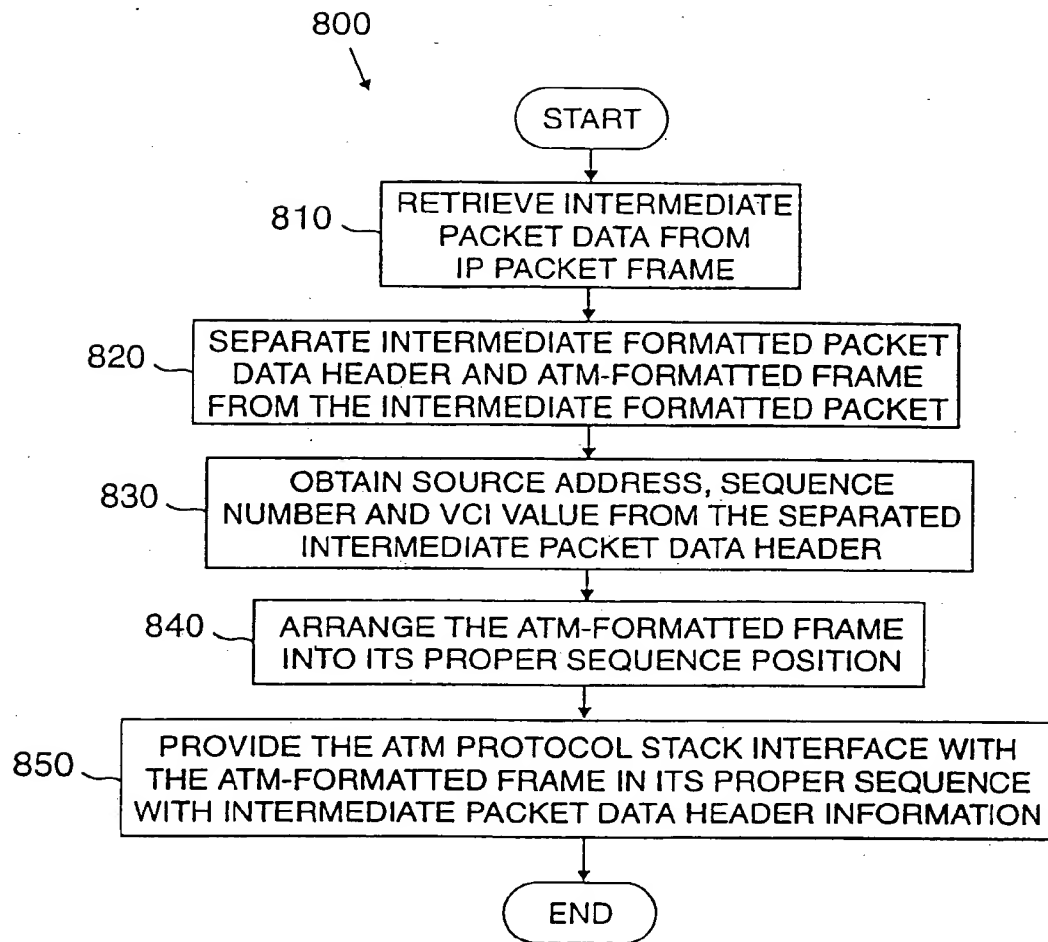 800
START
810
RETRIEVE INTERMEDIATE
PACKET DATA FROM
IP PACKET FRAME
820
SEPARATE INTERMEDIATE FORMATTED PACKET
DATA HEADER AND ATM-FORMATTED FRAME
FROM THE INTERMEDIATE FORMATTED PACKET
830
OBTAIN SOURCE ADDRESS, SEQUENCE
NUMBER AND VCI VALUE FROM THE SEPARATED
INTERMEDIATE PACKET DATA HEADER
840
ARRANGE THE ATM-FORMATTED FRAME
INTO ITS PROPER SEQUENCE POSITION
850
PROVIDE THE ATM PROTOCOL STACK INTERFACE WITH
THE ATM-FORMATTED FRAME IN ITS PROPER SEQUENCE
WITH INTERMEDIATE PACKET DATA HEADER INFORMATION
END